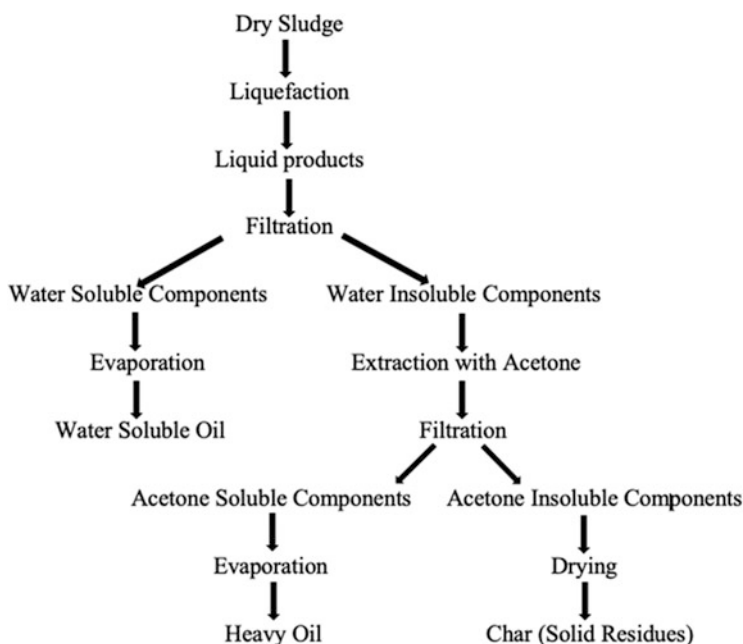 Dry Sludge
Liquefaction
Liquid products
Filtration
Water Soluble Components
Water Insoluble Components
Evaporation
Extraction with Acetone
Water Soluble Oil
Filtration
Acetone Soluble Components
Acetone Insoluble Components
Evaporation
Drying
Heavy Oil
Char (Solid Residues)